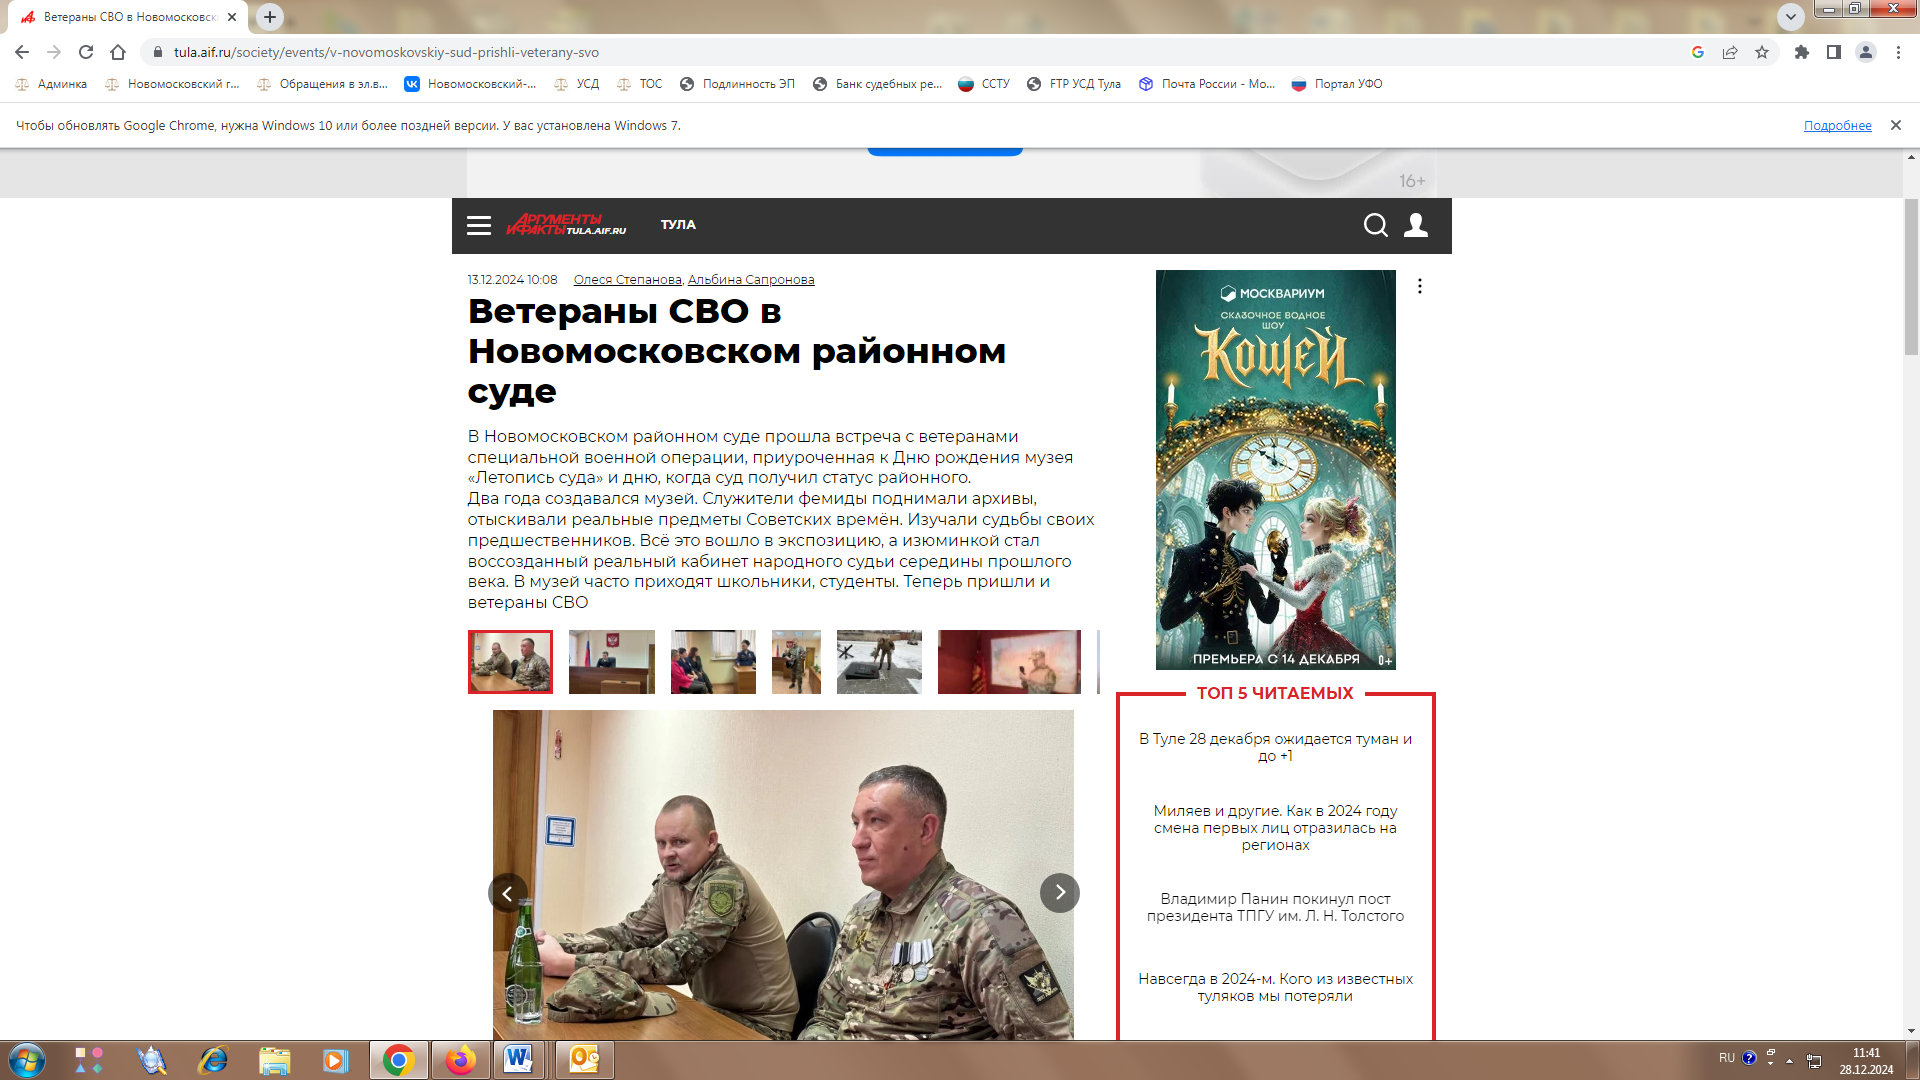 Ветераны СВО в Новомосковск
tula.aif.ru/society/events/v-novomoskovskiy-sud-prishli-veterany-svo
Админка
Новомосковский г...
Обращения в эл.в...
Новомосковский-...
УСД
ТОС
Подлинность ЭП
Банк судебных ре...
ССТУ
FTP УСД Тула
Почта России - Мо...
Портал УФО
Чтобы обновлять Google Chrome, нужна Windows 10 или более поздней версии. У вас установлена Windows 7.
Подробнее
16+
АРГУМЕНТЫ
И ФАКТЫ TULA.AIF.RU
ТУЛА
13.12.2024 10:08
Олеся Степанова, Альбина Сапронова
Ветераны СВО в
Новомосковском районном
суде
В Новомосковском районном суде прошла встреча с ветеранами
специальной военной операции, приуроченная к Дню рождения музея
«Летопись суда» и дню, когда суд получил статус районного.
Два года создавался музей. Служители фемиды поднимали архивы,
отыскивали реальные предметы Советских времён. Изучали судьбы своих
предшественников. Всё это вошло в экспозицию, а изюминкой стал
воссозданный реальный кабинет народного судьи середины прошлого
века. В музей часто приходят школьники, студенты. Теперь пришли и
ветераны СВО
МОСКВАРИУМ
СКАЗОЧНОЕ ВОДНОЕ
ШОУ
КОЩЕЙ
ПРЕМЬЕРА С 14 ДЕКАБРЯ
0+
ТОП 5 ЧИТАЕМЫХ
В Туле 28 декабря ожидается туман и
до +1
Миляев и другие. Как в 2024 году
смена первых лиц отразилась на
регионах
Владимир Панин покинул пост
президента ТПГУ им. Л. Н. Толстого
Навсегда в 2024-м. Кого из известных
туляков мы потеряли
RU
11:41
28.12.2024